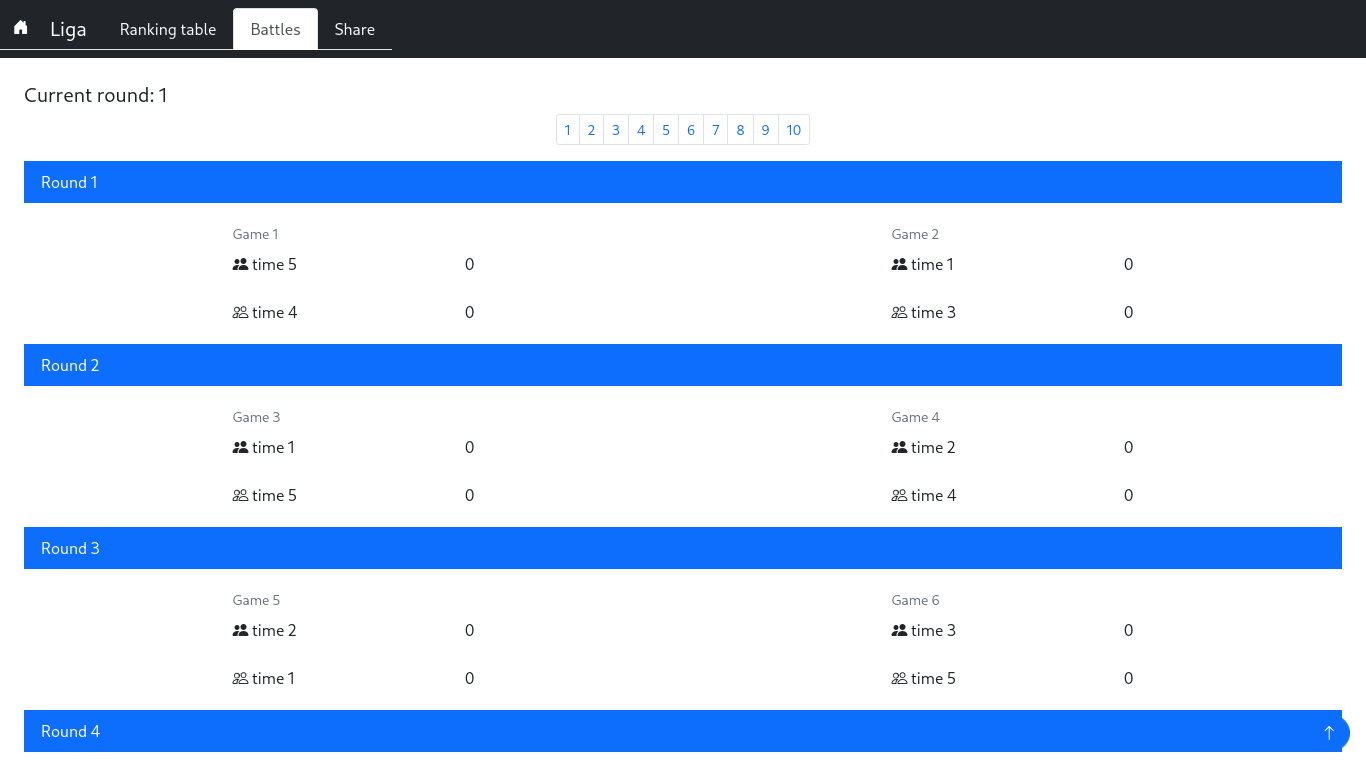 Liga Ranking table Battles Share
Current round: 1
1 2 3 4 5 6 7 8 9 10
Round 1
Game 1 Game 2
time 5 0 time 1 0
time 4 0 time 3 0
Round 2
Game 3 Game 4
time 1 0 time 2 0
time 5 0 time 4 0
Round 3
Game 5 Game 6
time 2 0 time 3 0
time 1 0 time 5 0
Round 4